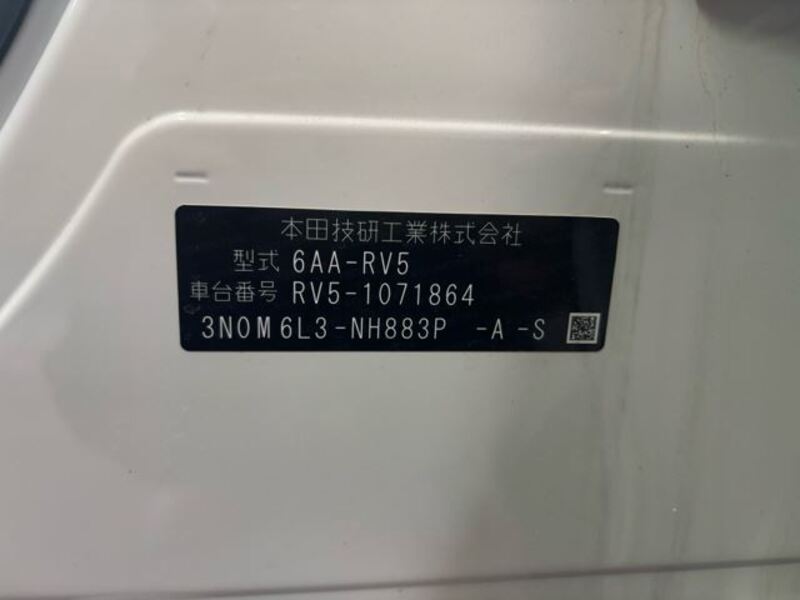 本田技研工業株式会社
型式 6AA-RV5
車台番号 RV5-1071864
3N0M6L3-NH883P -A-S